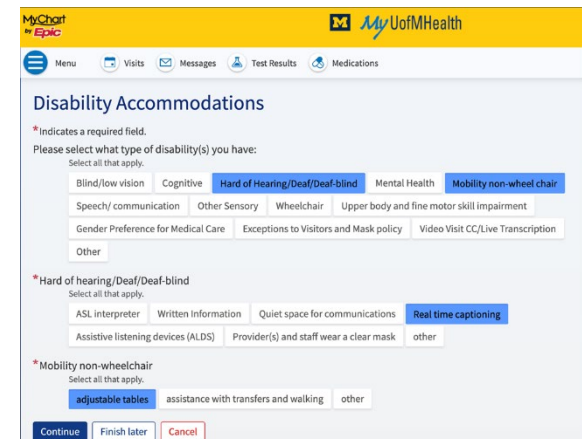 MyChart
by Epic
M My UofMHealth
Menu Visits Messages Test Results Medications
Disability Accommodations
*Indicates a required field.
Please select what type of disability(s) you have:
Select all that apply.
Blind/low vision Cognitive Hard of Hearing/Deaf/Deaf-blind Mental Health Mobility non-wheel chair
Speech/ communication Other Sensory Wheelchair Upper body and fine motor skill impairment
Gender Preference for Medical Care Exceptions to Visitors and Mask policy Video Visit CC/Live Transcription
Other
*Hard of hearing/Deaf/Deaf-blind
Select all that apply.
ASL interpreter Written Information Quiet space for communications Real time captioning
Assistive listening devices (ALDS) Provider(s) and staff wear a clear mask other
*Mobility non-wheelchair
Select all that apply.
adjustable tables assistance with transfers and walking other
Continue Finish later Cancel